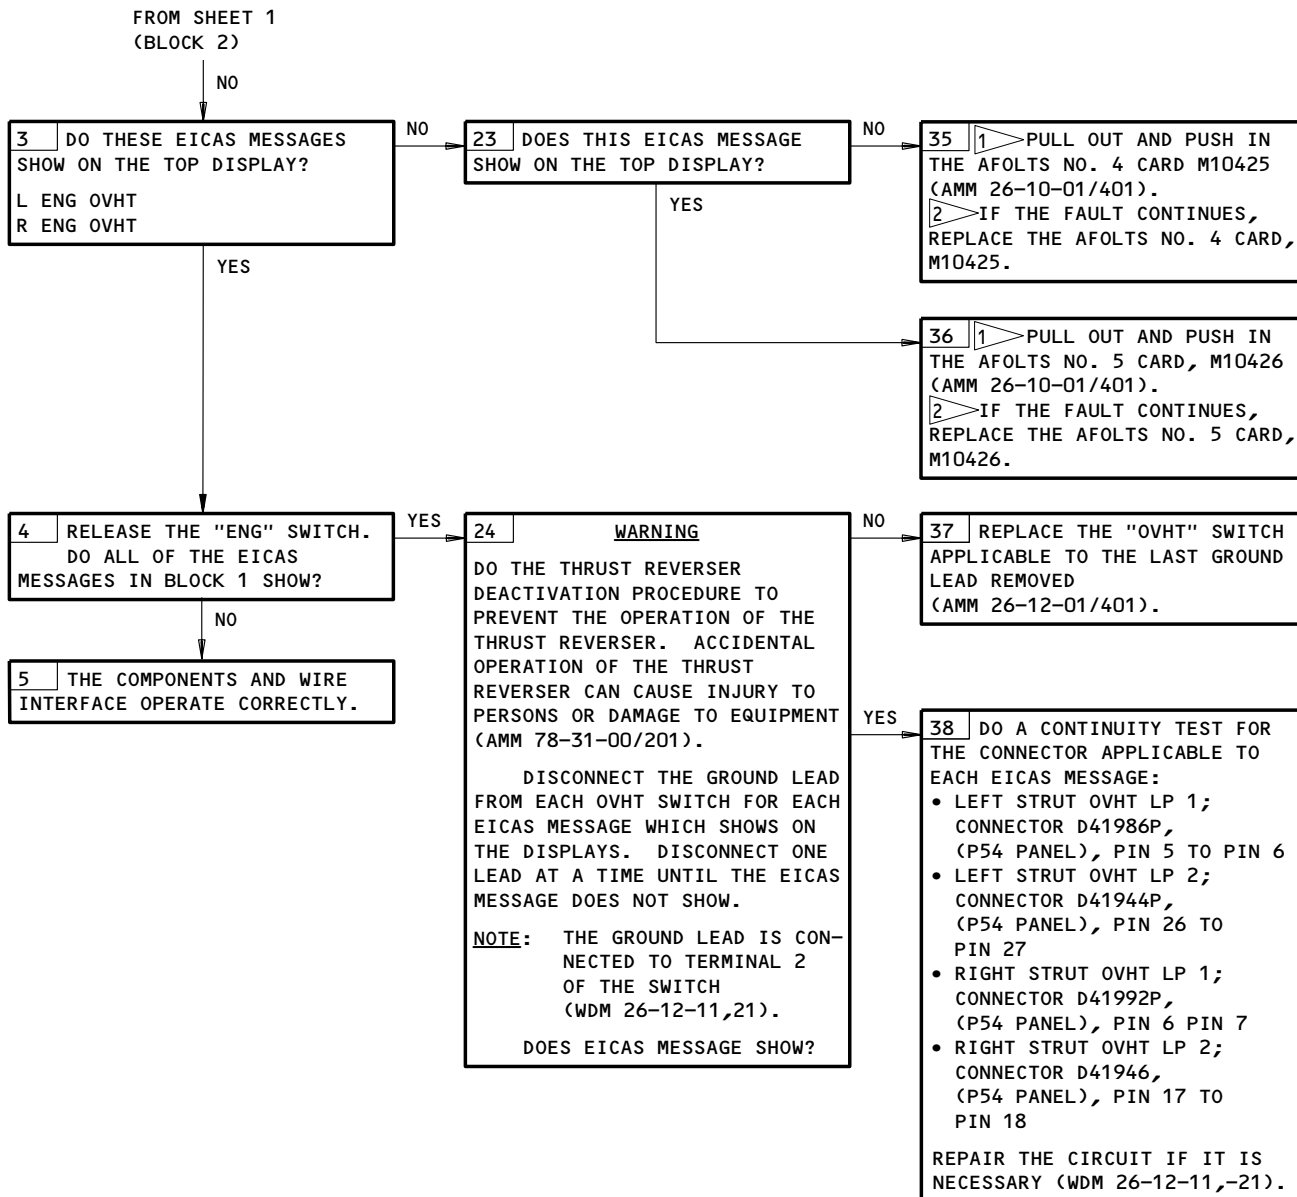 FROM SHEET 1
(BLOCK 2)
NO
3 DO THESE EICAS MESSAGES
SHOW ON THE TOP DISPLAY?
L ENG OVHT
R ENG OVHT
NO
YES
23 DOES THIS EICAS MESSAGE
SHOW ON THE TOP DISPLAY?
NO
YES
35 1 PULL OUT AND PUSH IN
THE AFOLTS NO. 4 CARD M10425
(AMM 26-10-01/401).
2 IF THE FAULT CONTINUES,
REPLACE THE AFOLTS NO. 4 CARD,
M10425.
36 1 PULL OUT AND PUSH IN
THE AFOLTS NO. 5 CARD, M10426
(AMM 26-10-01/401).
2 IF THE FAULT CONTINUES,
REPLACE THE AFOLTS NO. 5 CARD,
M10426.
4 RELEASE THE "ENG" SWITCH.
DO ALL OF THE EICAS
MESSAGES IN BLOCK 1 SHOW?
YES
NO
5 THE COMPONENTS AND WIRE
INTERFACE OPERATE CORRECTLY.
24 WARNING
DO THE THRUST REVERSER
DEACTIVATION PROCEDURE TO
PREVENT THE OPERATION OF THE
THRUST REVERSER. ACCIDENTAL
OPERATION OF THE THRUST
REVERSER CAN CAUSE INJURY TO
PERSONS OR DAMAGE TO EQUIPMENT
(AMM 78-31-00/201).
DISCONNECT THE GROUND LEAD
FROM EACH OVHT SWITCH FOR EACH
EICAS MESSAGE WHICH SHOWS ON
THE DISPLAYS. DISCONNECT ONE
LEAD AT A TIME UNTIL THE EICAS
MESSAGE DOES NOT SHOW.
NOTE: THE GROUND LEAD IS CON-
NECTED TO TERMINAL 2
OF THE SWITCH
(WDM 26-12-11,21).
DOES EICAS MESSAGE SHOW?
NO
YES
37 REPLACE THE "OVHT" SWITCH
APPLICABLE TO THE LAST GROUND
LEAD REMOVED
(AMM 26-12-01/401).
38 DO A CONTINUITY TEST FOR
THE CONNECTOR APPLICABLE TO
EACH EICAS MESSAGE:
• LEFT STRUT OVHT LP 1;
CONNECTOR D41986P,
(P54 PANEL), PIN 5 TO PIN 6
• LEFT STRUT OVHT LP 2;
CONNECTOR D41944P,
(P54 PANEL), PIN 26 TO
PIN 27
• RIGHT STRUT OVHT LP 1;
CONNECTOR D41992P,
(P54 PANEL), PIN 6 PIN 7
• RIGHT STRUT OVHT LP 2;
CONNECTOR D41946,
(P54 PANEL), PIN 17 TO
PIN 18
REPAIR THE CIRCUIT IF IT IS
NECESSARY (WDM 26-12-11,-21).